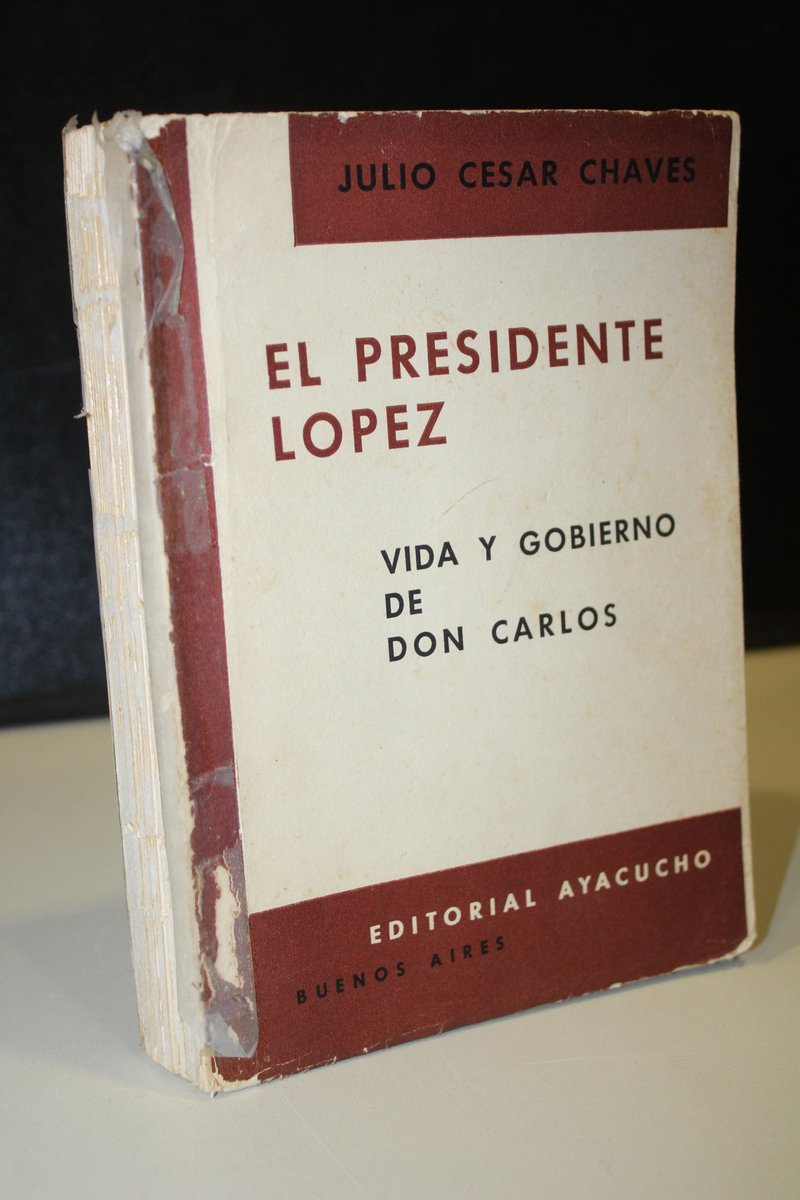 JULIO CESAR CHAVES
EL PRESIDENTE
LOPEZ
VIDA Y GOBIERNO
DE
DON CARLOS
EDITORIAL AYACUCHO
BUENOS AIRES